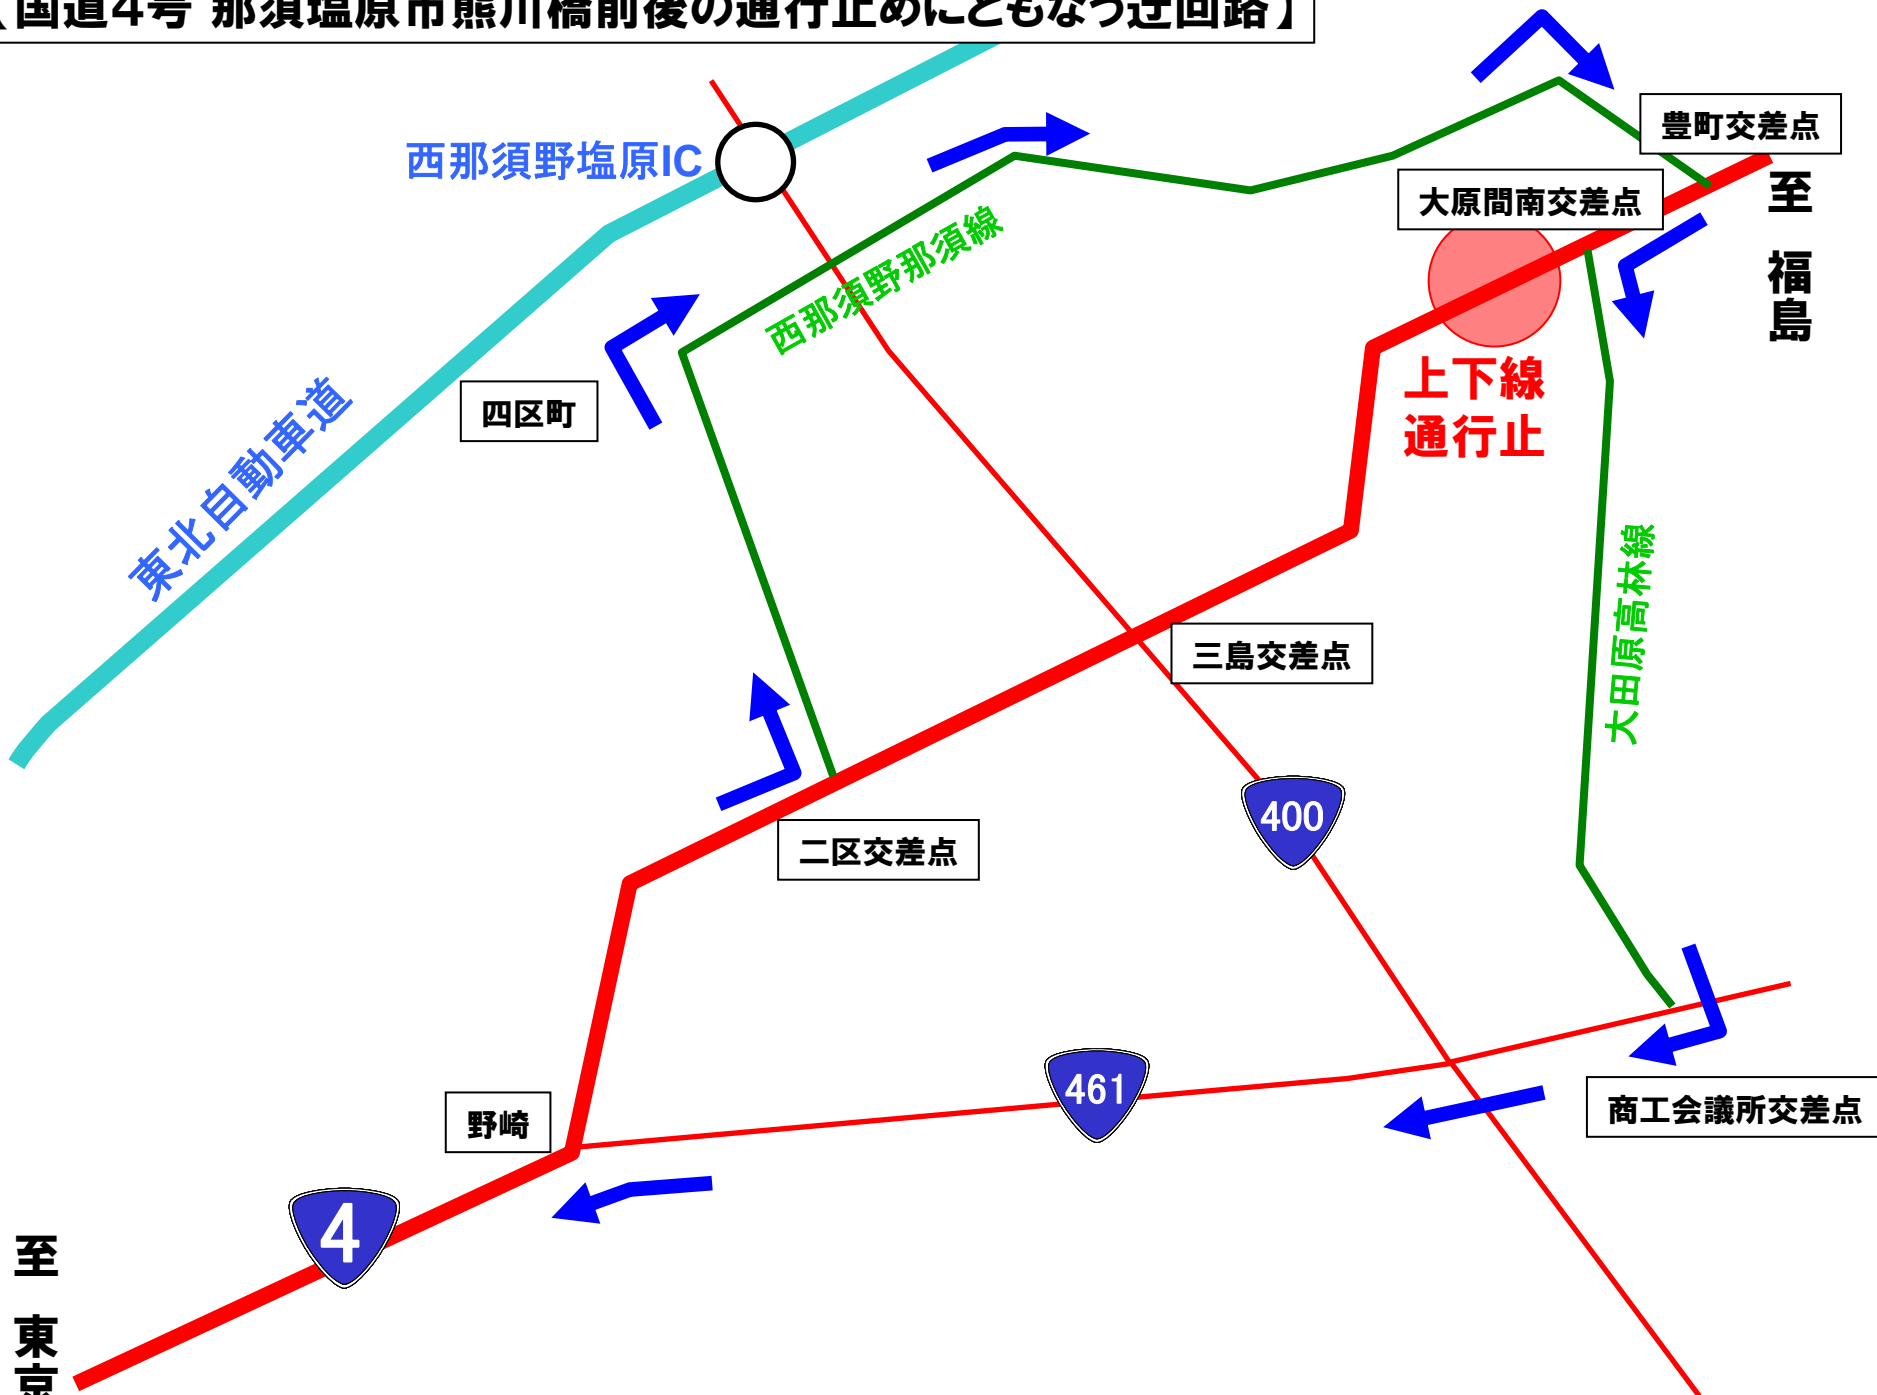 【国道4号 那須塩原市熊川橋前後の通行止めにともなう迂回路】
豊町交差点
西那須野塩原IC
大原間南交差点
至 福島
西那須野那須線
上下線
通行止
四区町
東北自動車道
大田原高林線
三島交差点
400
二区交差点
461
商工会議所交差点
野崎
4
至 東京